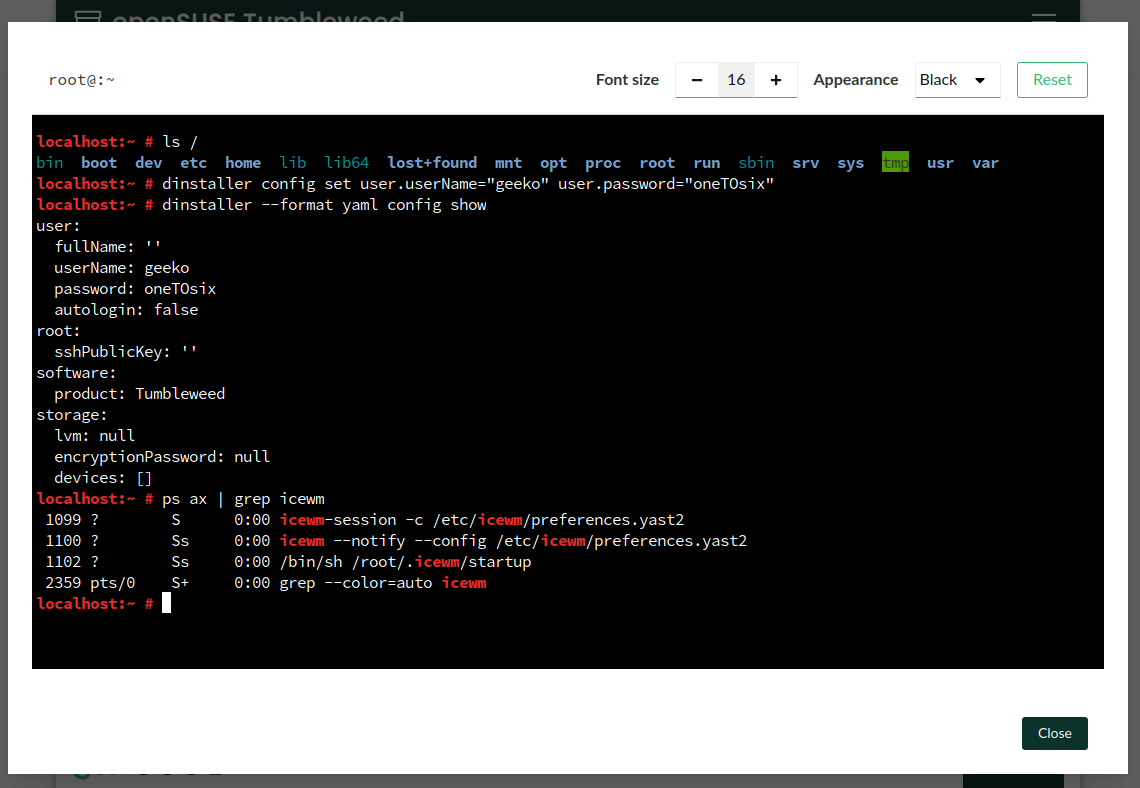 openSUSE Tumbleweed
root@:~ Font size − 16 + Appearance Black Reset
localhost:~ # ls /
bin boot dev etc home lib lib64 lost+found mnt opt proc root run sbin srv sys tmp usr var
localhost:~ # dinstaller config set user.userName="geeko" user.password="oneTOsix"
localhost:~ # dinstaller --format yaml config show
user:
  fullName: ''
  userName: geeko
  password: oneTOsix
  autologin: false
root:
  sshPublicKey: ''
software:
  product: Tumbleweed
storage:
  lvm: null
  encryptionPassword: null
  devices: []
localhost:~ # ps ax | grep icewm
 1099 ?        S      0:00 icewm-session -c /etc/icewm/preferences.yast2
 1100 ?        Ss     0:00 icewm --notify --config /etc/icewm/preferences.yast2
 1102 ?        Ss     0:00 /bin/sh /root/.icewm/startup
 2359 pts/0    S+     0:00 grep --color=auto icewm
localhost:~ #
Close